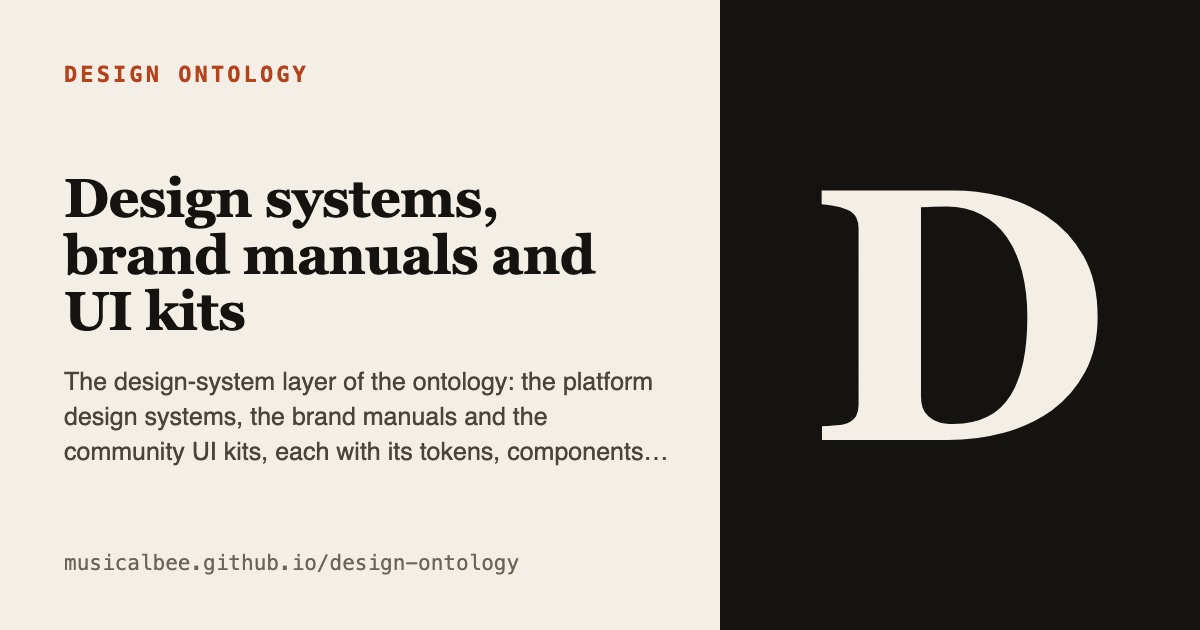 DESIGN ONTOLOGY
Design systems,
brand manuals and
UI kits
The design-system layer of the ontology: the platform
design systems, the brand manuals and the
community UI kits, each with its tokens, components…
musicalbee.github.io/design-ontology
D